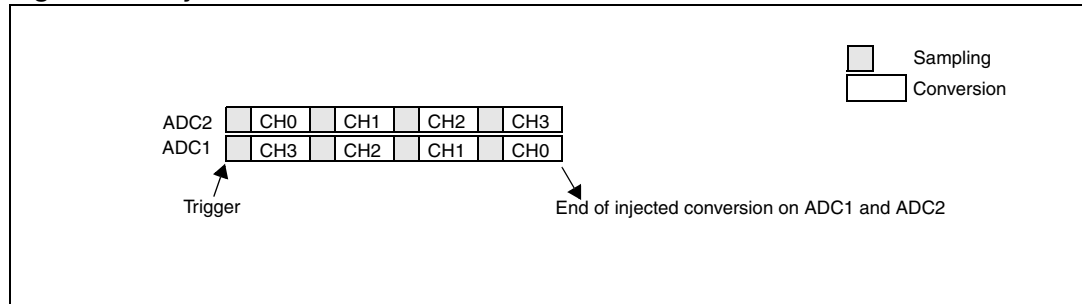 Sampling
Conversion
ADC2 CH0 CH1 CH2 CH3
ADC1 CH3 CH2 CH1 CH0
Trigger
End of injected conversion on ADC1 and ADC2